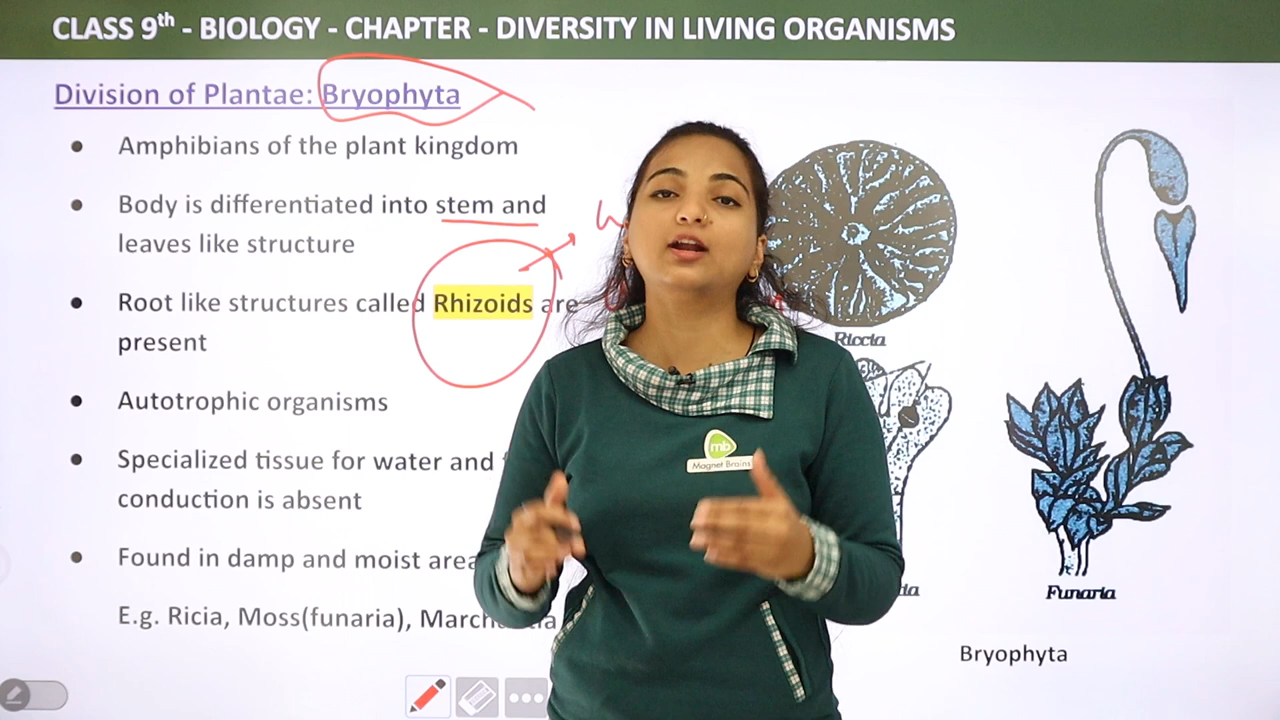 CLASS 9th - BIOLOGY - CHAPTER - DIVERSITY IN LIVING ORGANISMS
Division of Plantae: Bryophyta
Amphibians of the plant kingdom
Body is differentiated into stem and
leaves like structure
Root like structures called Rhizoids are
present
Autotrophic organisms
Specialized tissue for water and
conduction is absent
Found in damp and moist area
E.g. Ricia, Moss(funaria),
Riccia
Funaria
Bryophyta
mb
Magnet Brains